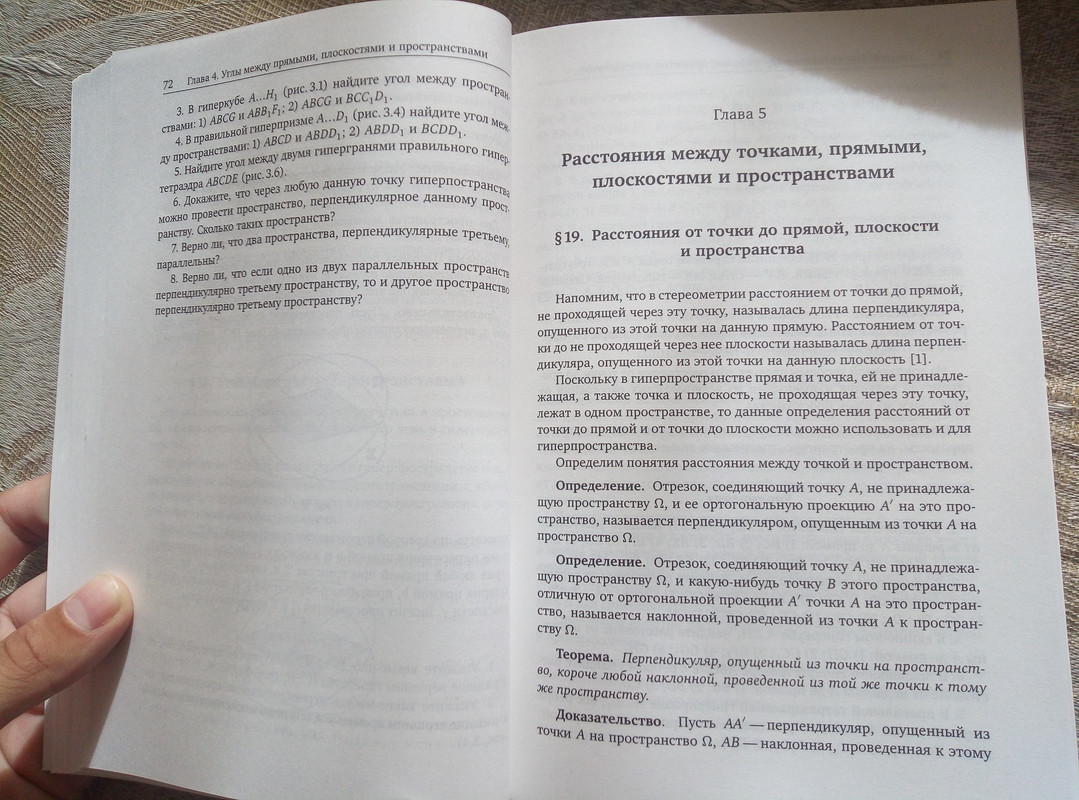 72 Глава 4. Углы между прямыми, плоскостями и пространствами
3. В гиперкубе A…H₁ (рис. 3.1) найдите угол между простран-
ствами: 1) ABCG и ABB₁F₁; 2) ABCG и BCC₁D₁.
4. В правильной гиперпризме A…D₁ (рис. 3.4) найдите угол меж-
ду пространствами: 1) ABCD и ABDD₁; 2) ABDD₁ и BCDD₁.
5. Найдите угол между двумя гипергранями правильного гипер-
тетраэдра ABCDE (рис. 3.6).
6. Докажите, что через любую данную точку гиперпостранства
можно провести пространство, перпендикулярное данному прост-
ранству. Сколько таких пространств?
7. Верно ли, что два пространства, перпендикулярные третьему,
параллельны?
8. Верно ли, что если одно из двух параллельных пространств
перпендикулярно третьему пространству, то и другое пространство
перпендикулярно третьему пространству?
Глава 5
Расстояния между точками, прямыми,
плоскостями и пространствами
§ 19. Расстояния от точки до прямой, плоскости
и пространства
Напомним, что в стереометрии расстоянием от точки до прямой,
не проходящей через эту точку, называлась длина перпендикуляра,
опущенного из этой точки на данную прямую. Расстоянием от точ-
ки до не проходящей через нее плоскости называлась длина перпен-
дикуляра, опущенного из этой точки на данную плоскость [1].
Поскольку в гиперпространстве прямая и точка, ей не принадле-
жащая, а также точка и плоскость, не проходящая через эту точку,
лежат в одном пространстве, то данные определения расстояний от
точки до прямой и от точки до плоскости можно использовать и для
гиперпространства.
Определим понятия расстояния между точкой и пространством.
Определение. Отрезок, соединяющий точку A, не принадлежа-
щую пространству Ω, и ее ортогональную проекцию A′ на это про-
странство, называется перпендикуляром, опущенным из точки A на
пространство Ω.
Определение. Отрезок, соединяющий точку A, не принадлежа-
щую пространству Ω, и какую-нибудь точку B этого пространства,
отличную от ортогональной проекции A′ точки A на это простран-
ство, называется наклонной, проведенной из точки A к простран-
ству Ω.
Теорема. Перпендикуляр, опущенный из точки на пространст-
во, короче любой наклонной, проведенной из той же точки к тому
же пространству.
Доказательство. Пусть AA′ — перпендикуляр, опущенный из
точки A на пространство Ω, AB — наклонная, проведенная к этому